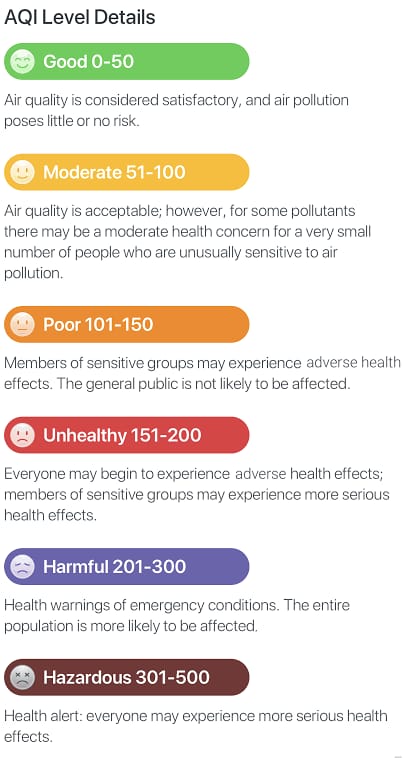 AQI Level Details
Good 0-50
Air quality is considered satisfactory, and air pollution
poses little or no risk.
Moderate 51-100
Air quality is acceptable; however, for some pollutants
there may be a moderate health concern for a very small
number of people who are unusually sensitive to air
pollution.
Poor 101-150
Members of sensitive groups may experience adverse health
effects. The general public is not likely to be affected.
Unhealthy 151-200
Everyone may begin to experience adverse health effects;
members of sensitive groups may experience more serious
health effects.
Harmful 201-300
Health warnings of emergency conditions. The entire
population is more likely to be affected.
Hazardous 301-500
Health alert: everyone may experience more serious health
effects.